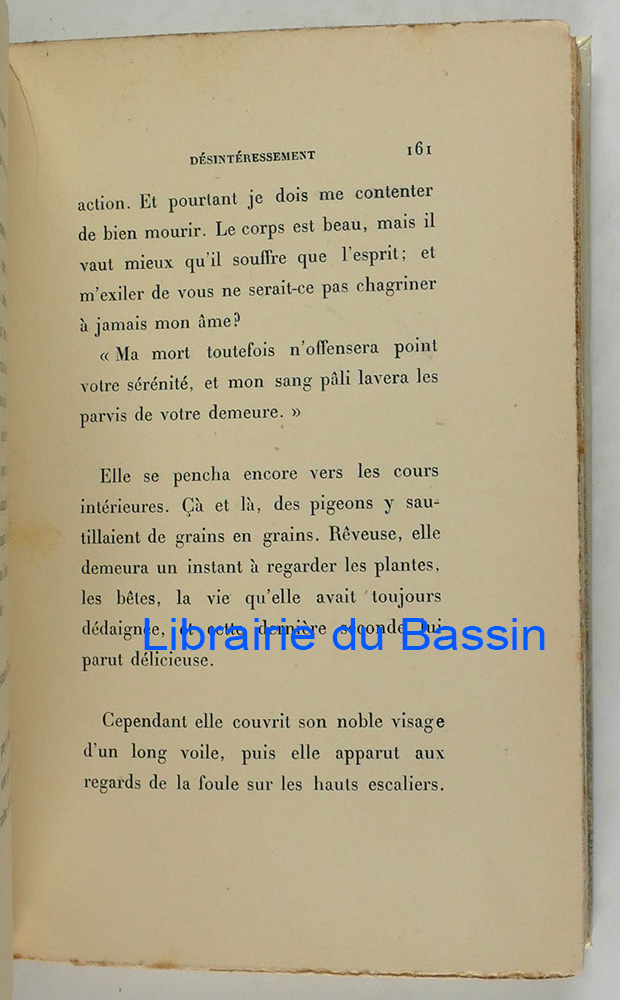 DÉSINTÉRESSEMENT 161
action. Et pourtant je dois me contenter
de bien mourir. Le corps est beau, mais il
vaut mieux qu'il souffre que l'esprit; et
m'exiler de vous ne serait-ce pas chagriner
à jamais mon âme?
« Ma mort toutefois n'offensera point
votre sérénité, et mon sang pâli lavera les
parvis de votre demeure. »
Elle se pencha encore vers les cours
intérieures. Çà et là, des pigeons y sau-
tillaient de grains en grains. Rêveuse, elle
demeura un instant à regarder les plantes,
les bêtes, la vie qu'elle avait toujours
dédaignée, et cette dernière seconde lui
Librairie du Bassin
parut délicieuse.
Cependant elle couvrit son noble visage
d'un long voile, puis elle apparut aux
regards de la foule sur les hauts escaliers.